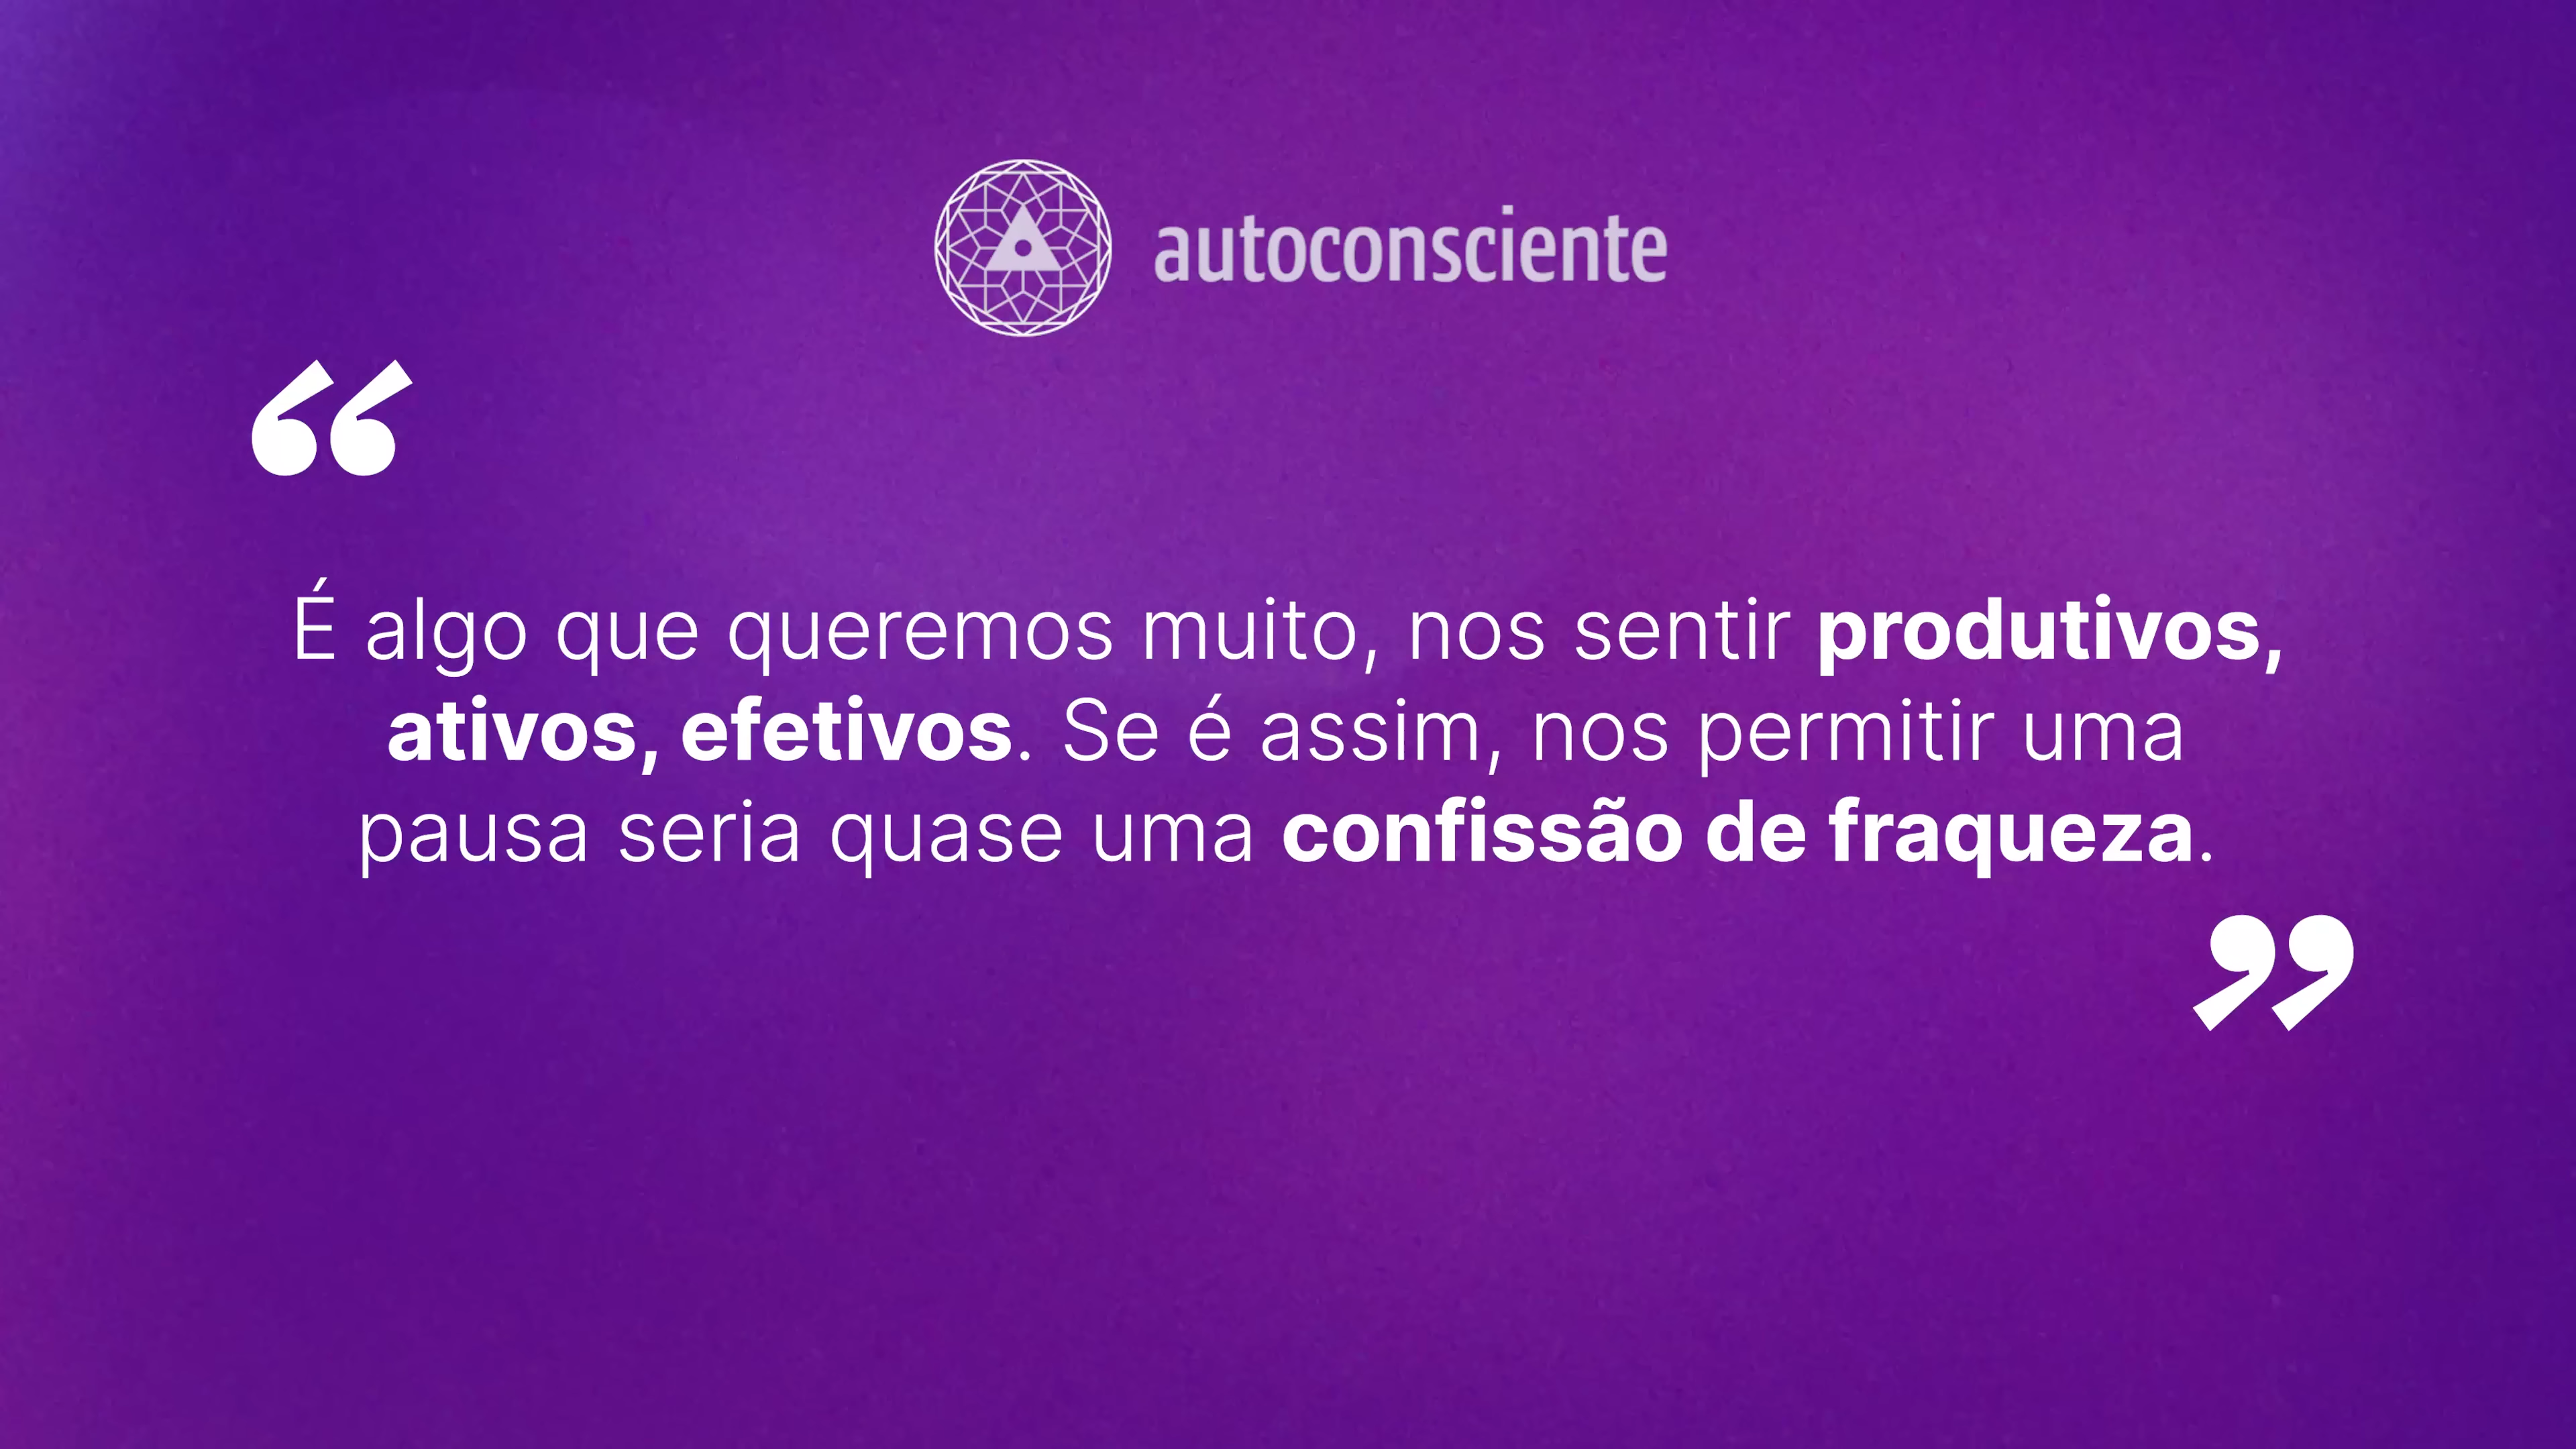 autoconsciente
“
É algo que queremos muito, nos sentir produtivos,
ativos, efetivos. Se é assim, nos permitir uma
pausa seria quase uma confissão de fraqueza.
”